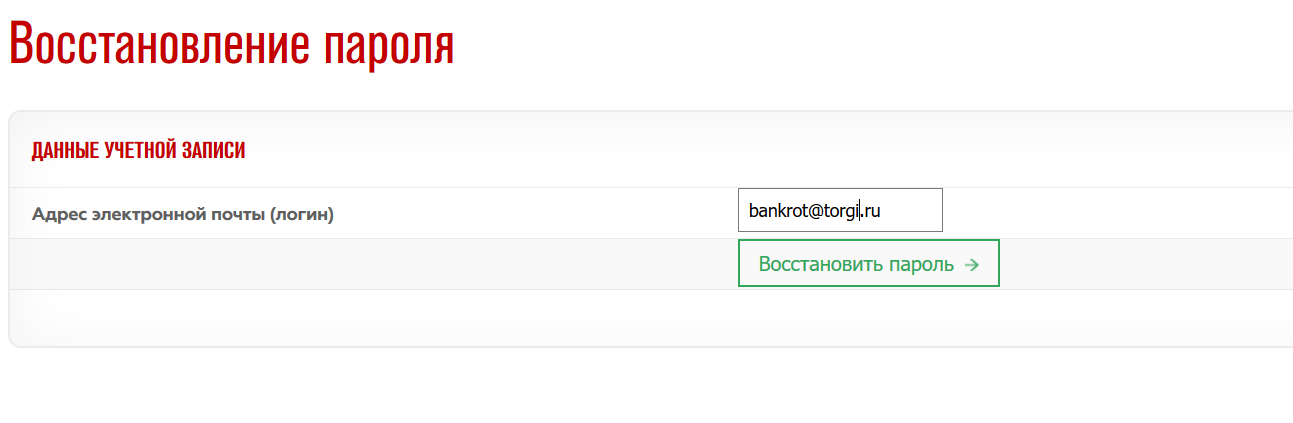 Восстановление пароля
ДАННЫЕ УЧЕТНОЙ ЗАПИСИ
Адрес электронной почты (логин)
bankrot@torgi.ru
Восстановить пароль →